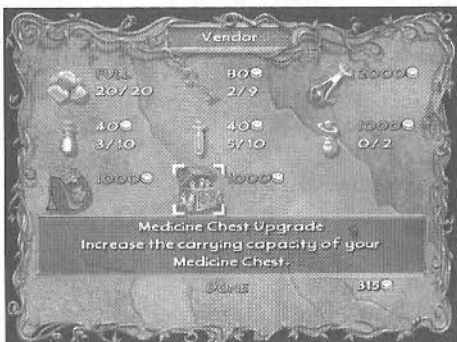 Vendor
FULL 80 2000
20/20 2/9
40 40 1000
3/10 5/10 0/2
1000 1000
Medicine Chest Upgrade
Increase the carrying capacity of your
Medicine Chest.
DONE 315